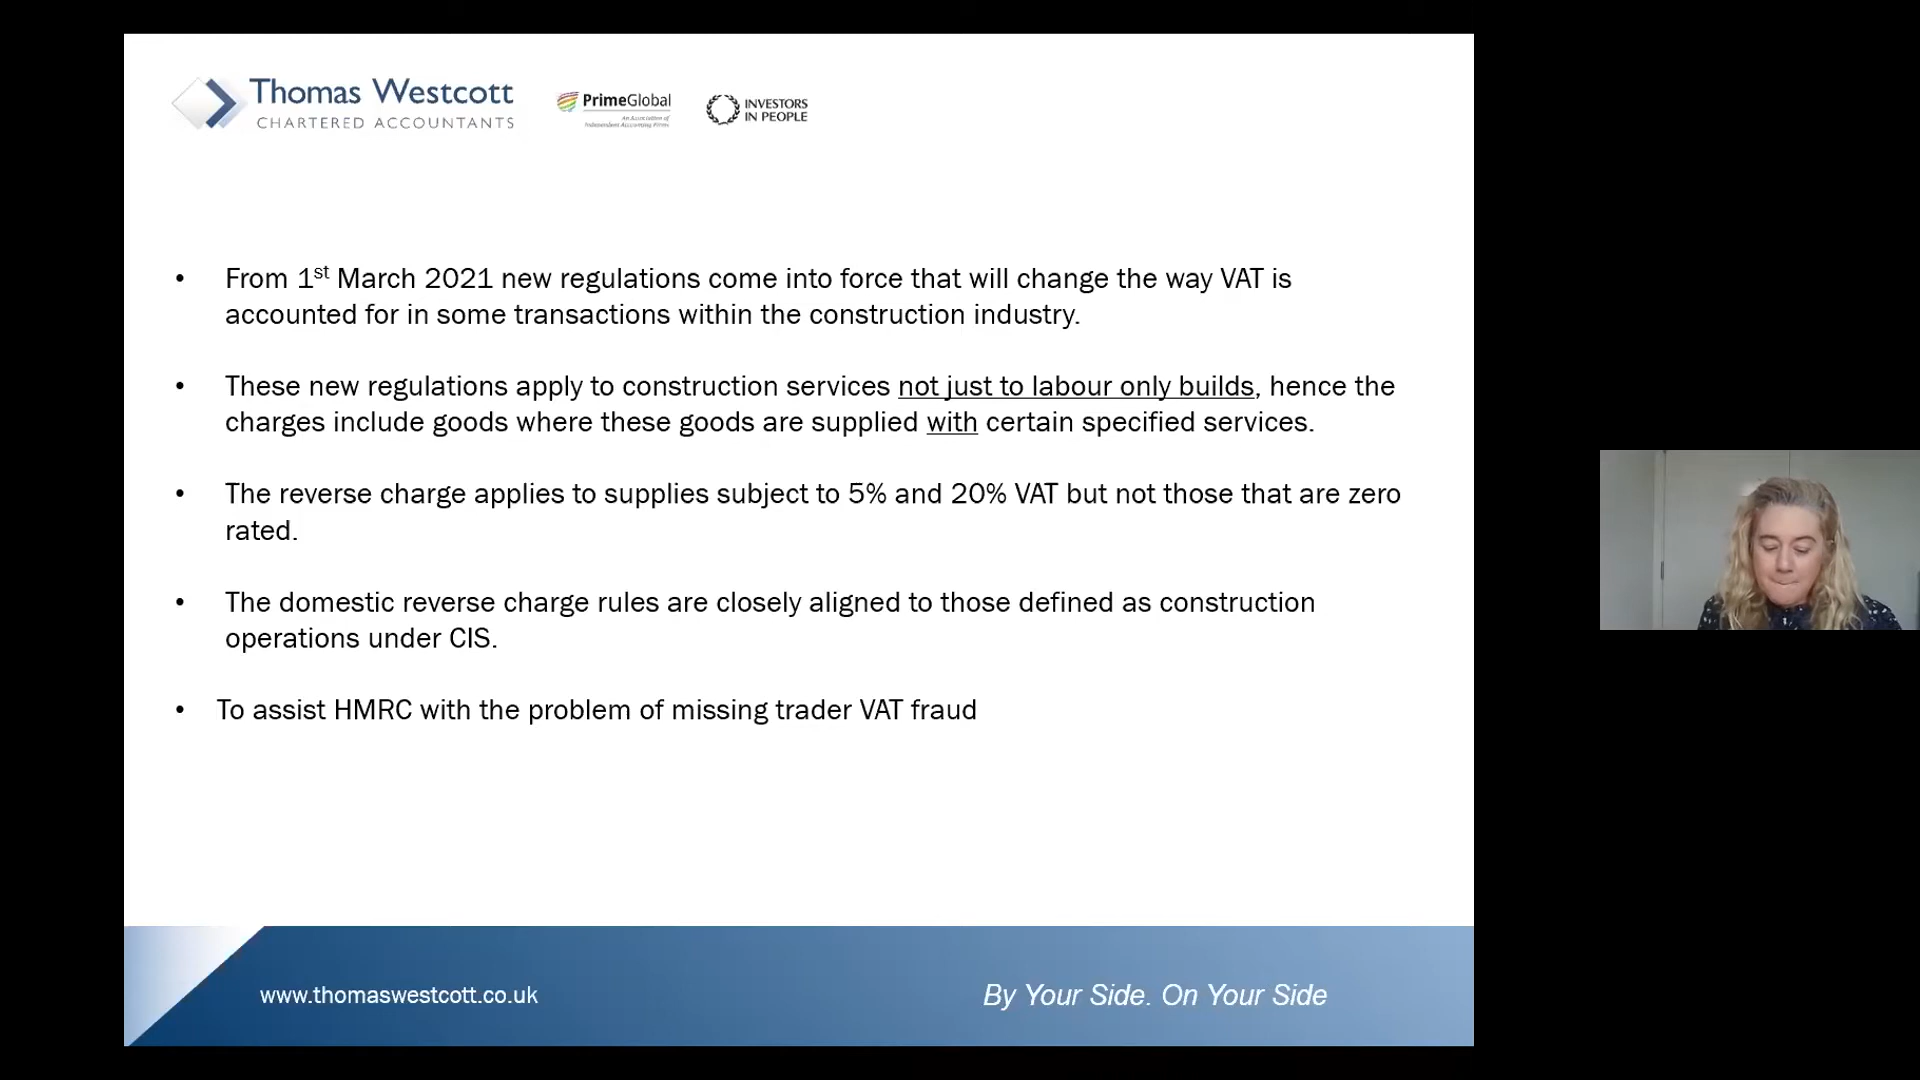 Thomas Westcott
CHARTERED ACCOUNTANTS
PrimeGlobal
An Association of
Independent Accounting Firms
INVESTORS
IN PEOPLE
• From 1st March 2021 new regulations come into force that will change the way VAT is
accounted for in some transactions within the construction industry.
• These new regulations apply to construction services not just to labour only builds, hence the
charges include goods where these goods are supplied with certain specified services.
• The reverse charge applies to supplies subject to 5% and 20% VAT but not those that are zero
rated.
• The domestic reverse charge rules are closely aligned to those defined as construction
operations under CIS.
• To assist HMRC with the problem of missing trader VAT fraud
www.thomaswestcott.co.uk
By Your Side. On Your Side